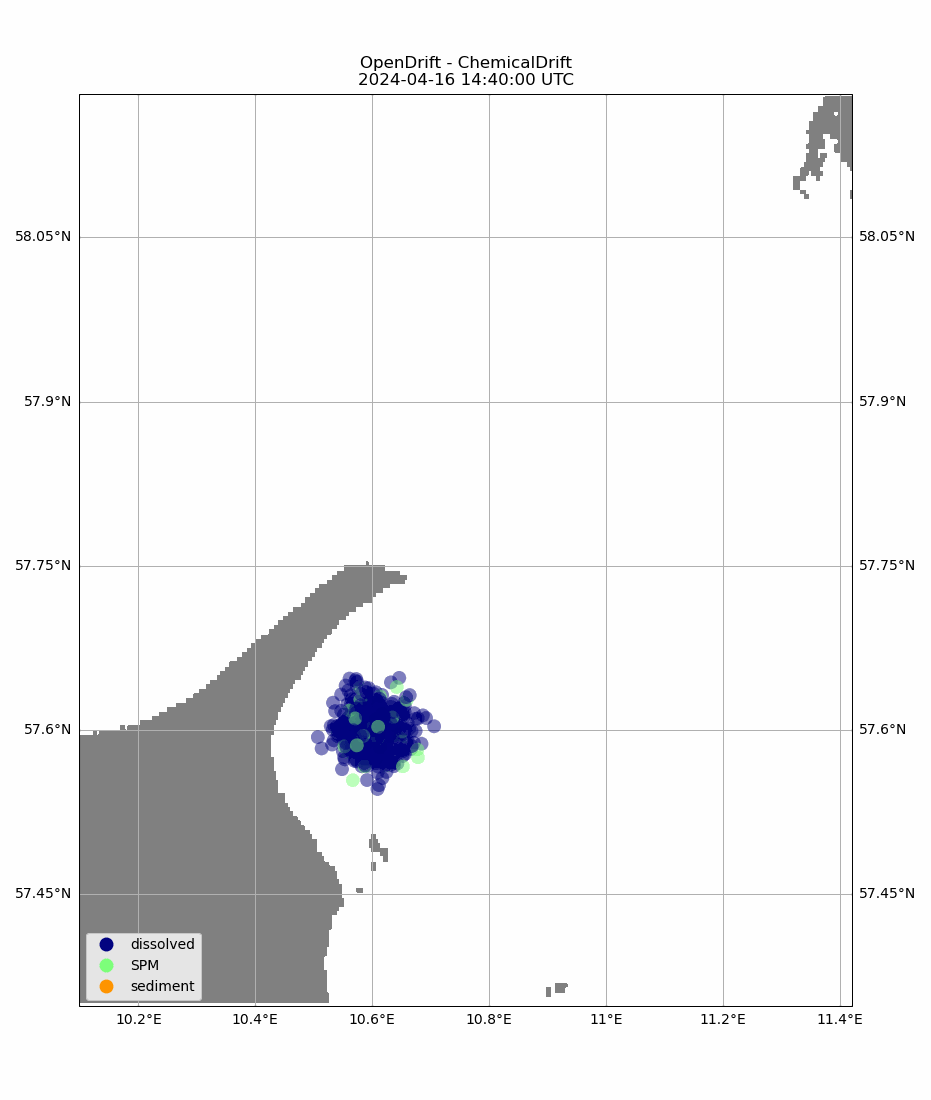 OpenDrift - ChemicalDrift
2024-04-16 14:40:00 UTC
58.05°N 58.05°N
57.9°N 57.9°N
57.75°N 57.75°N
57.6°N 57.6°N
57.45°N 57.45°N
dissolved
SPM
sediment
10.2°E 10.4°E 10.6°E 10.8°E 11°E 11.2°E 11.4°E